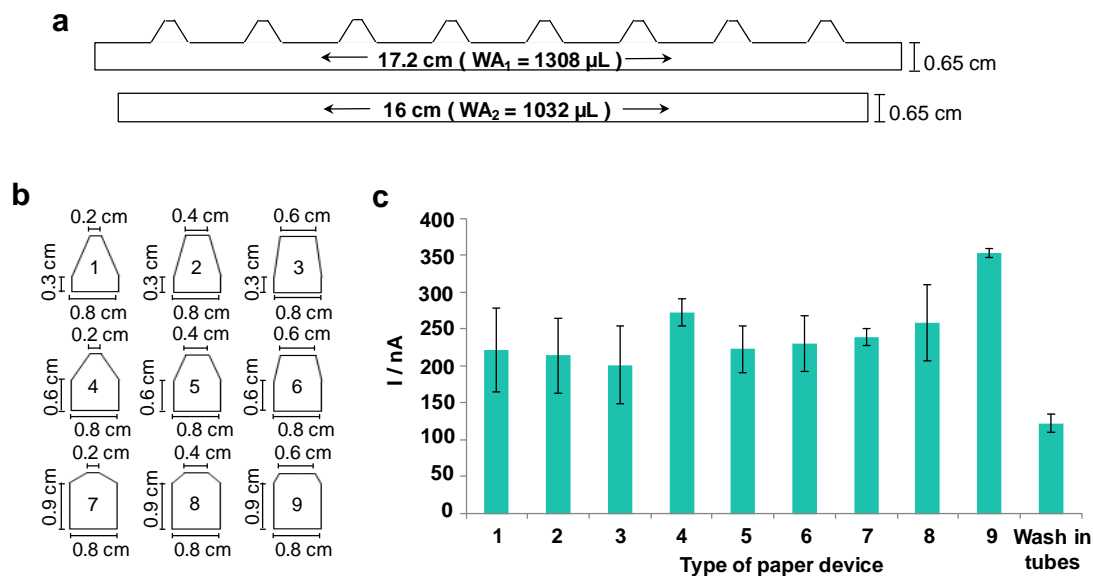 a
17.2 cm ( WA₁ = 1308 µL )
0.65 cm
16 cm ( WA₂ = 1032 µL )
0.65 cm
b
0.2 cm 0.4 cm 0.6 cm
0.3 cm 1 0.3 cm 2 0.3 cm 3
0.8 cm 0.8 cm 0.8 cm
0.2 cm 0.4 cm 0.6 cm
0.6 cm 4 0.6 cm 5 0.6 cm 6
0.8 cm 0.8 cm 0.8 cm
0.2 cm 0.4 cm 0.6 cm
0.9 cm 7 0.9 cm 8 0.9 cm 9
0.8 cm 0.8 cm 0.8 cm
c
I / nA
400
350
300
250
200
150
100
50
0
1 2 3 4 5 6 7 8 9 Wash in
tubes
Type of paper device